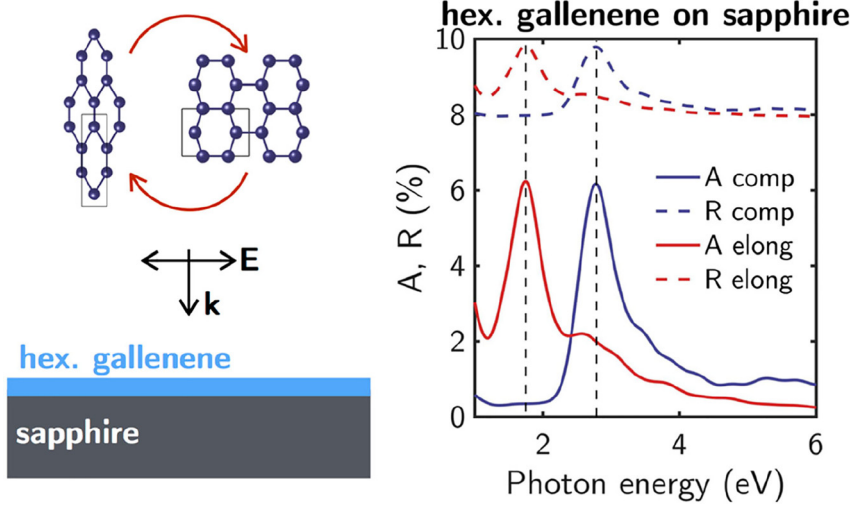 hex. gallenene on sapphire
E
k
hex. gallenene
sapphire
A, R (%)
10
8
6
4
2
0
A comp
R comp
A elong
R elong
2
4
6
Photon energy (eV)